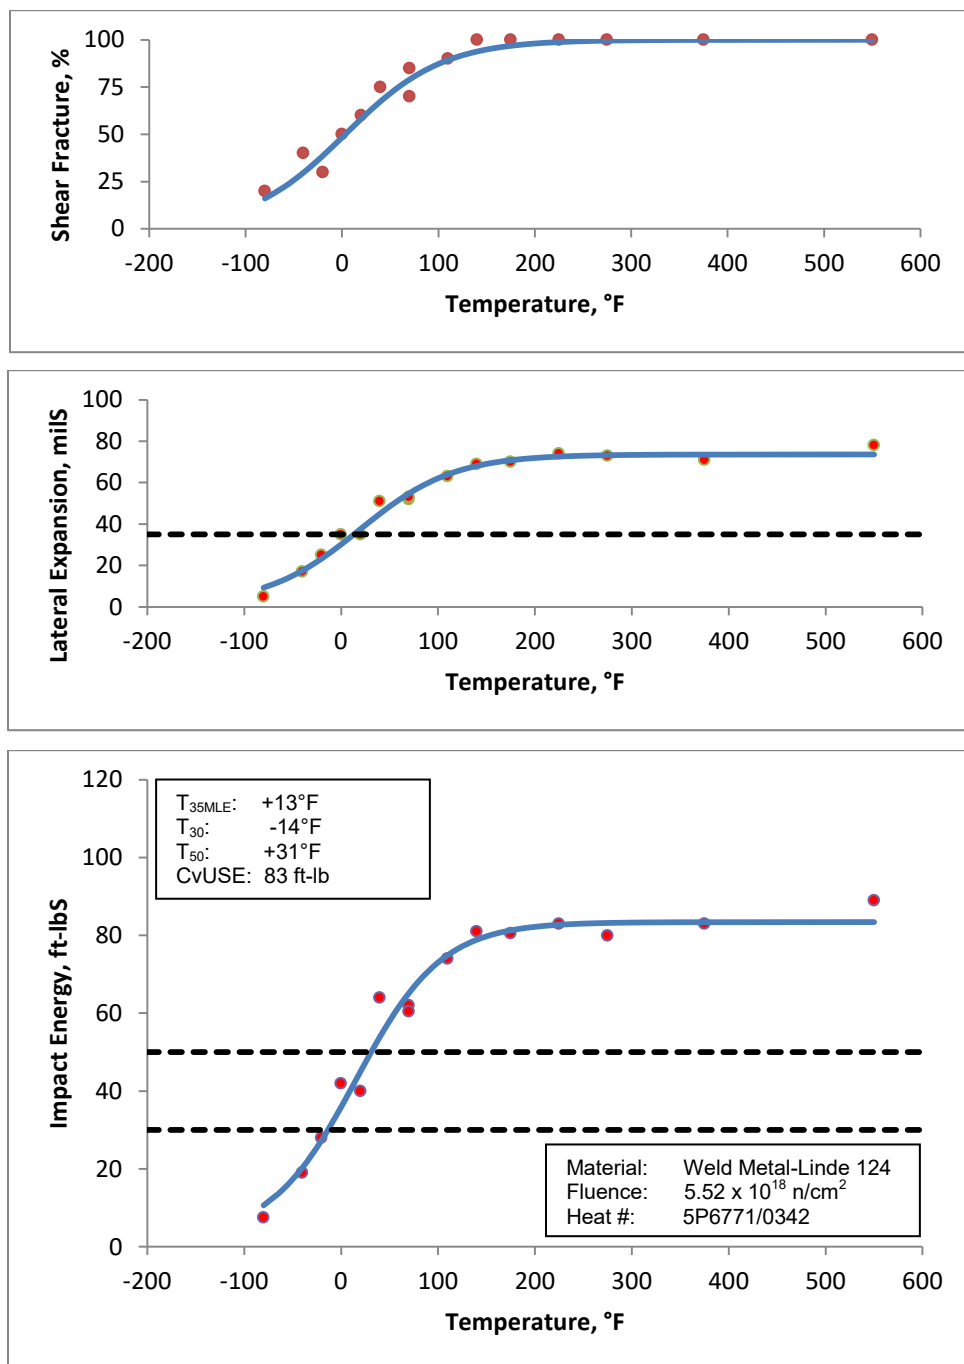 100
75
50
25
0
Shear Fracture, %
-200 -100 0 100 200 300 400 500 600
Temperature, °F
100
80
60
40
20
0
Lateral Expansion, milS
-200 -100 0 100 200 300 400 500 600
Temperature, °F
120
100
80
60
40
20
0
Impact Energy, ft-lbS
T35MLE: +13°F
T30: -14°F
T50: +31°F
CvUSE: 83 ft-lb
Material: Weld Metal-Linde 124
Fluence: 5.52 x 10^18 n/cm^2
Heat #: 5P6771/0342
-200 -100 0 100 200 300 400 500 600
Temperature, °F